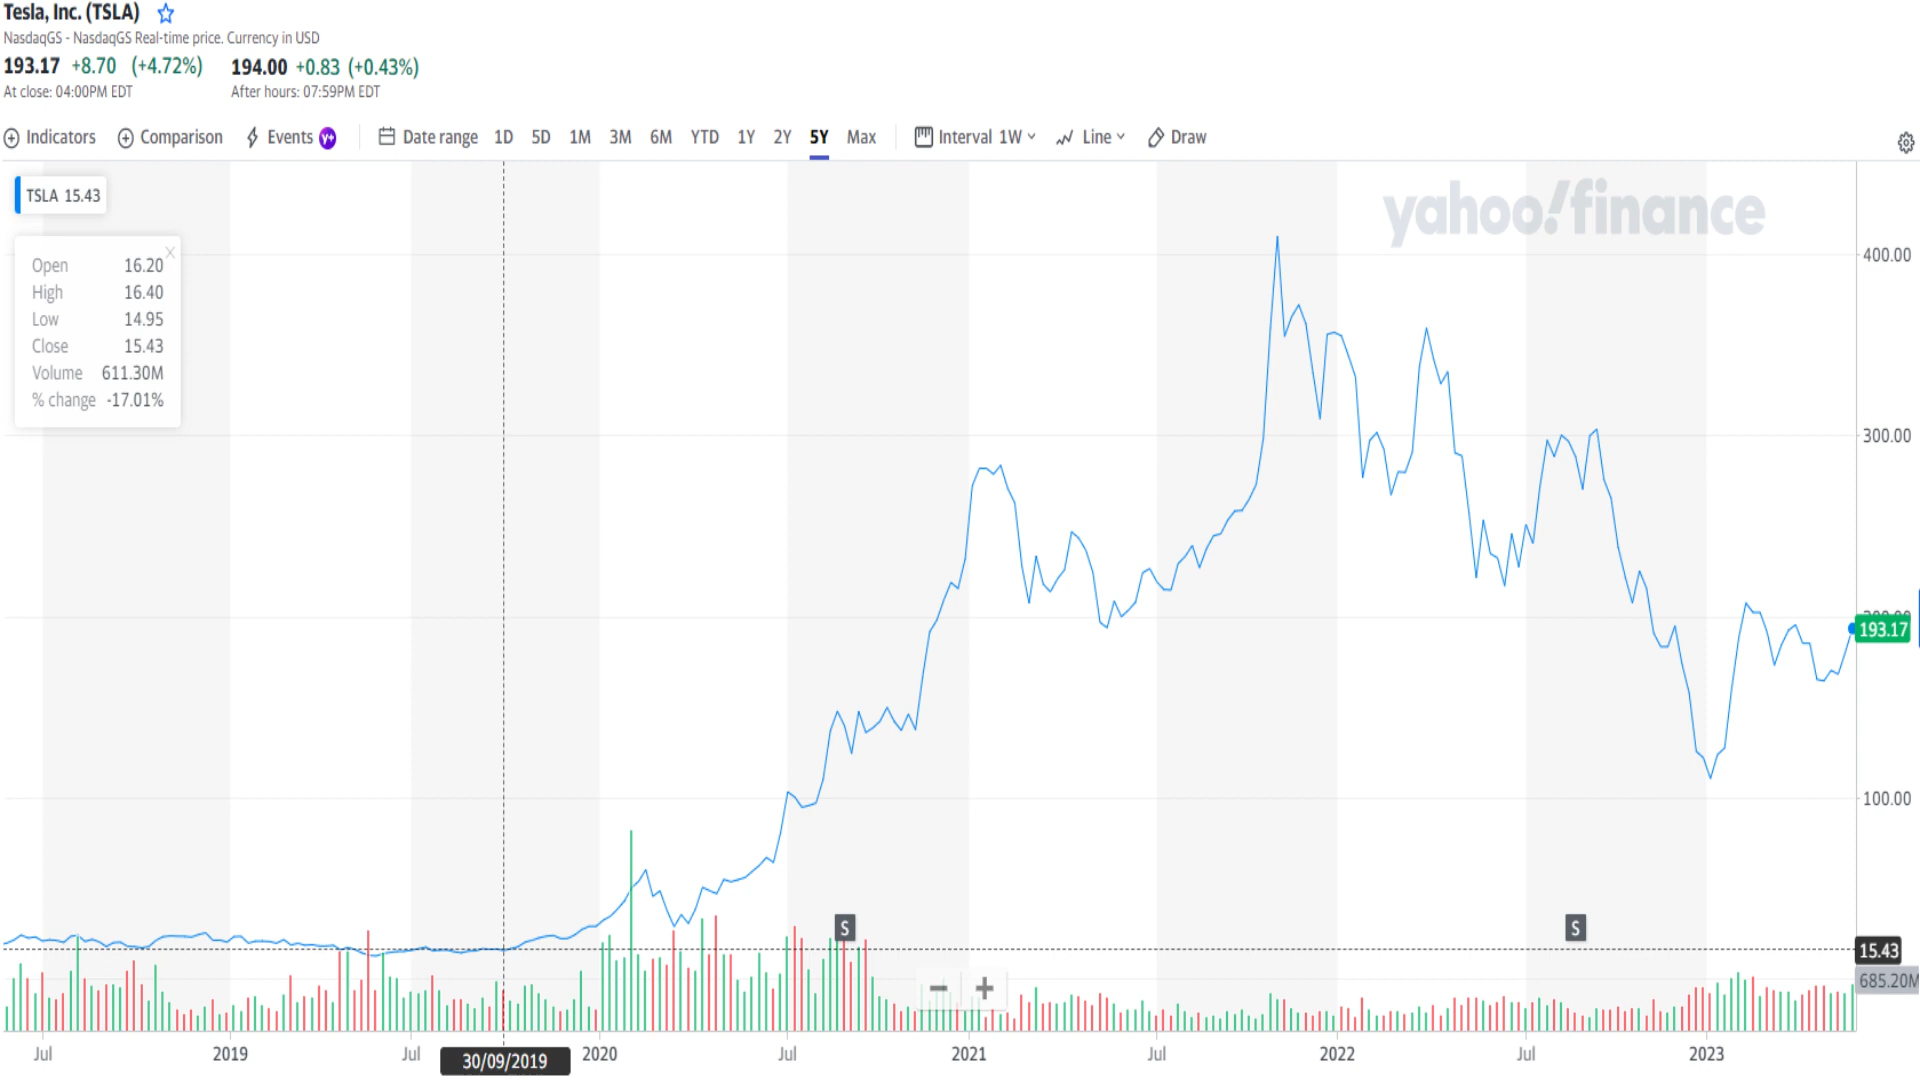 Tesla, Inc. (TSLA)
NasdaqGS - NasdaqGS Real-time price. Currency in USD
193.17 +8.70 (+4.72%) 194.00 +0.83 (+0.43%)
At close: 04:00PM EDT After hours: 07:59PM EDT
Indicators Comparison Events Y+ Date range 1D 5D 1M 3M 6M YTD 1Y 2Y 5Y Max Interval 1W Line Draw
TSLA 15.43
yahoo!finance
Open 16.20
High 16.40
Low 14.95
Close 15.43
Volume 611.30M
% change -17.01%
400.00
300.00
200.00
193.17
100.00
S S
15.43
685.20M
Jul 2019 Jul 30/09/2019 2020 Jul 2021 Jul 2022 Jul 2023